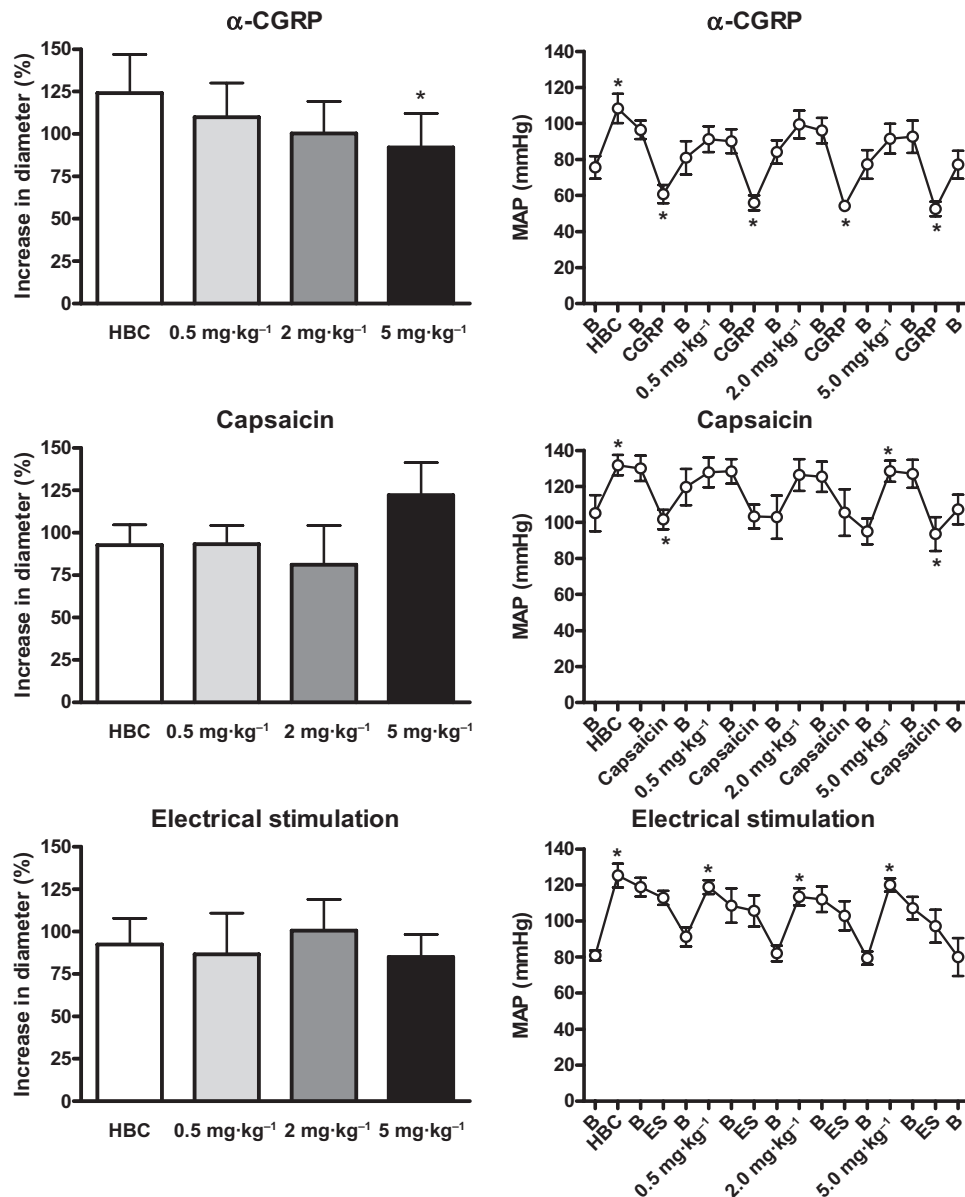 α-CGRP
Increase in diameter (%)
150
125
100
75
50
25
0
*
HBC 0.5 mg·kg⁻¹ 2 mg·kg⁻¹ 5 mg·kg⁻¹
α-CGRP
MAP (mmHg)
140
120
100
80
60
40
20
0
*
* * * *
B HBC B CGRP B 0.5 mg·kg⁻¹ B CGRP B 2.0 mg·kg⁻¹ B CGRP B 5.0 mg·kg⁻¹ B CGRP B
Capsaicin
Increase in diameter (%)
150
125
100
75
50
25
0
HBC 0.5 mg·kg⁻¹ 2 mg·kg⁻¹ 5 mg·kg⁻¹
Capsaicin
MAP (mmHg)
140
120
100
80
60
40
20
0
* *
* *
B HBC B Capsaicin B 0.5 mg·kg⁻¹ B Capsaicin B 2.0 mg·kg⁻¹ B Capsaicin B 5.0 mg·kg⁻¹ B Capsaicin B
Electrical stimulation
Increase in diameter (%)
150
125
100
75
50
25
0
HBC 0.5 mg·kg⁻¹ 2 mg·kg⁻¹ 5 mg·kg⁻¹
Electrical stimulation
MAP (mmHg)
140
120
100
80
60
40
20
0
* * * *
B HBC B ES B 0.5 mg·kg⁻¹ B ES B 2.0 mg·kg⁻¹ B ES B 5.0 mg·kg⁻¹ B ES B